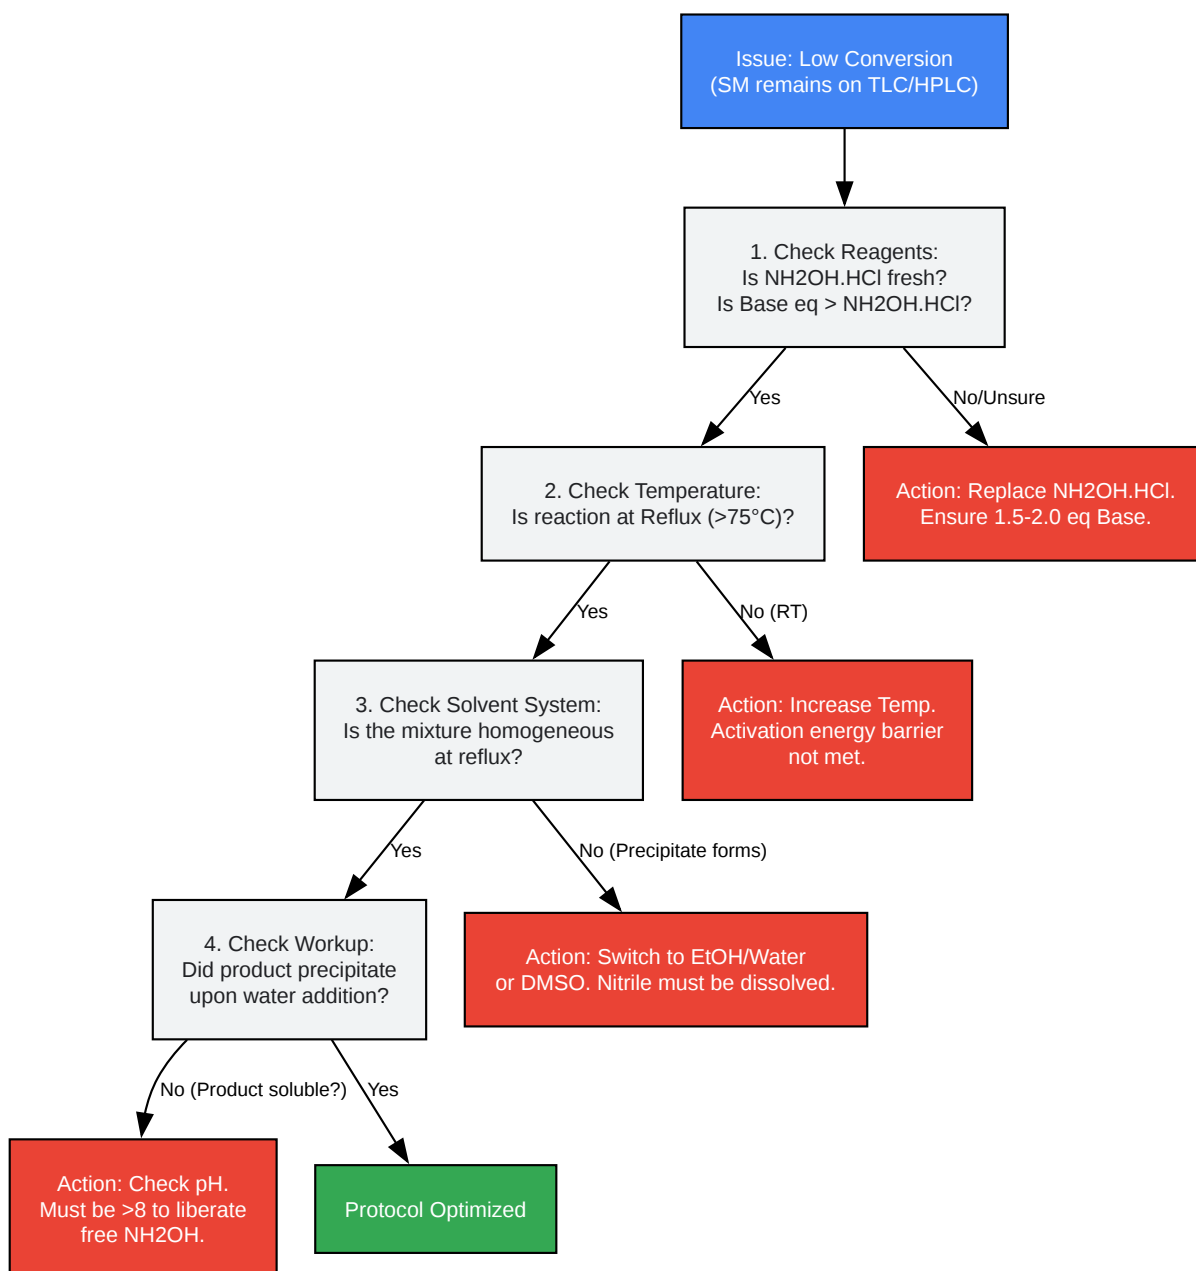 Issue: Low Conversion
(SM remains on TLC/HPLC)
1. Check Reagents:
Is NH2OH.HCl fresh?
Is Base eq > NH2OH.HCl?
Yes
No/Unsure
2. Check Temperature:
Is reaction at Reflux (>75°C)?
Action: Replace NH2OH.HCl.
Ensure 1.5-2.0 eq Base.
Yes
No (RT)
3. Check Solvent System:
Is the mixture homogeneous
at reflux?
Action: Increase Temp.
Activation energy barrier
not met.
Yes
No (Precipitate forms)
4. Check Workup:
Did product precipitate
upon water addition?
Action: Switch to EtOH/Water
or DMSO. Nitrile must be dissolved.
No (Product soluble?)
Yes
Action: Check pH.
Must be >8 to liberate
free NH2OH.
Protocol Optimized